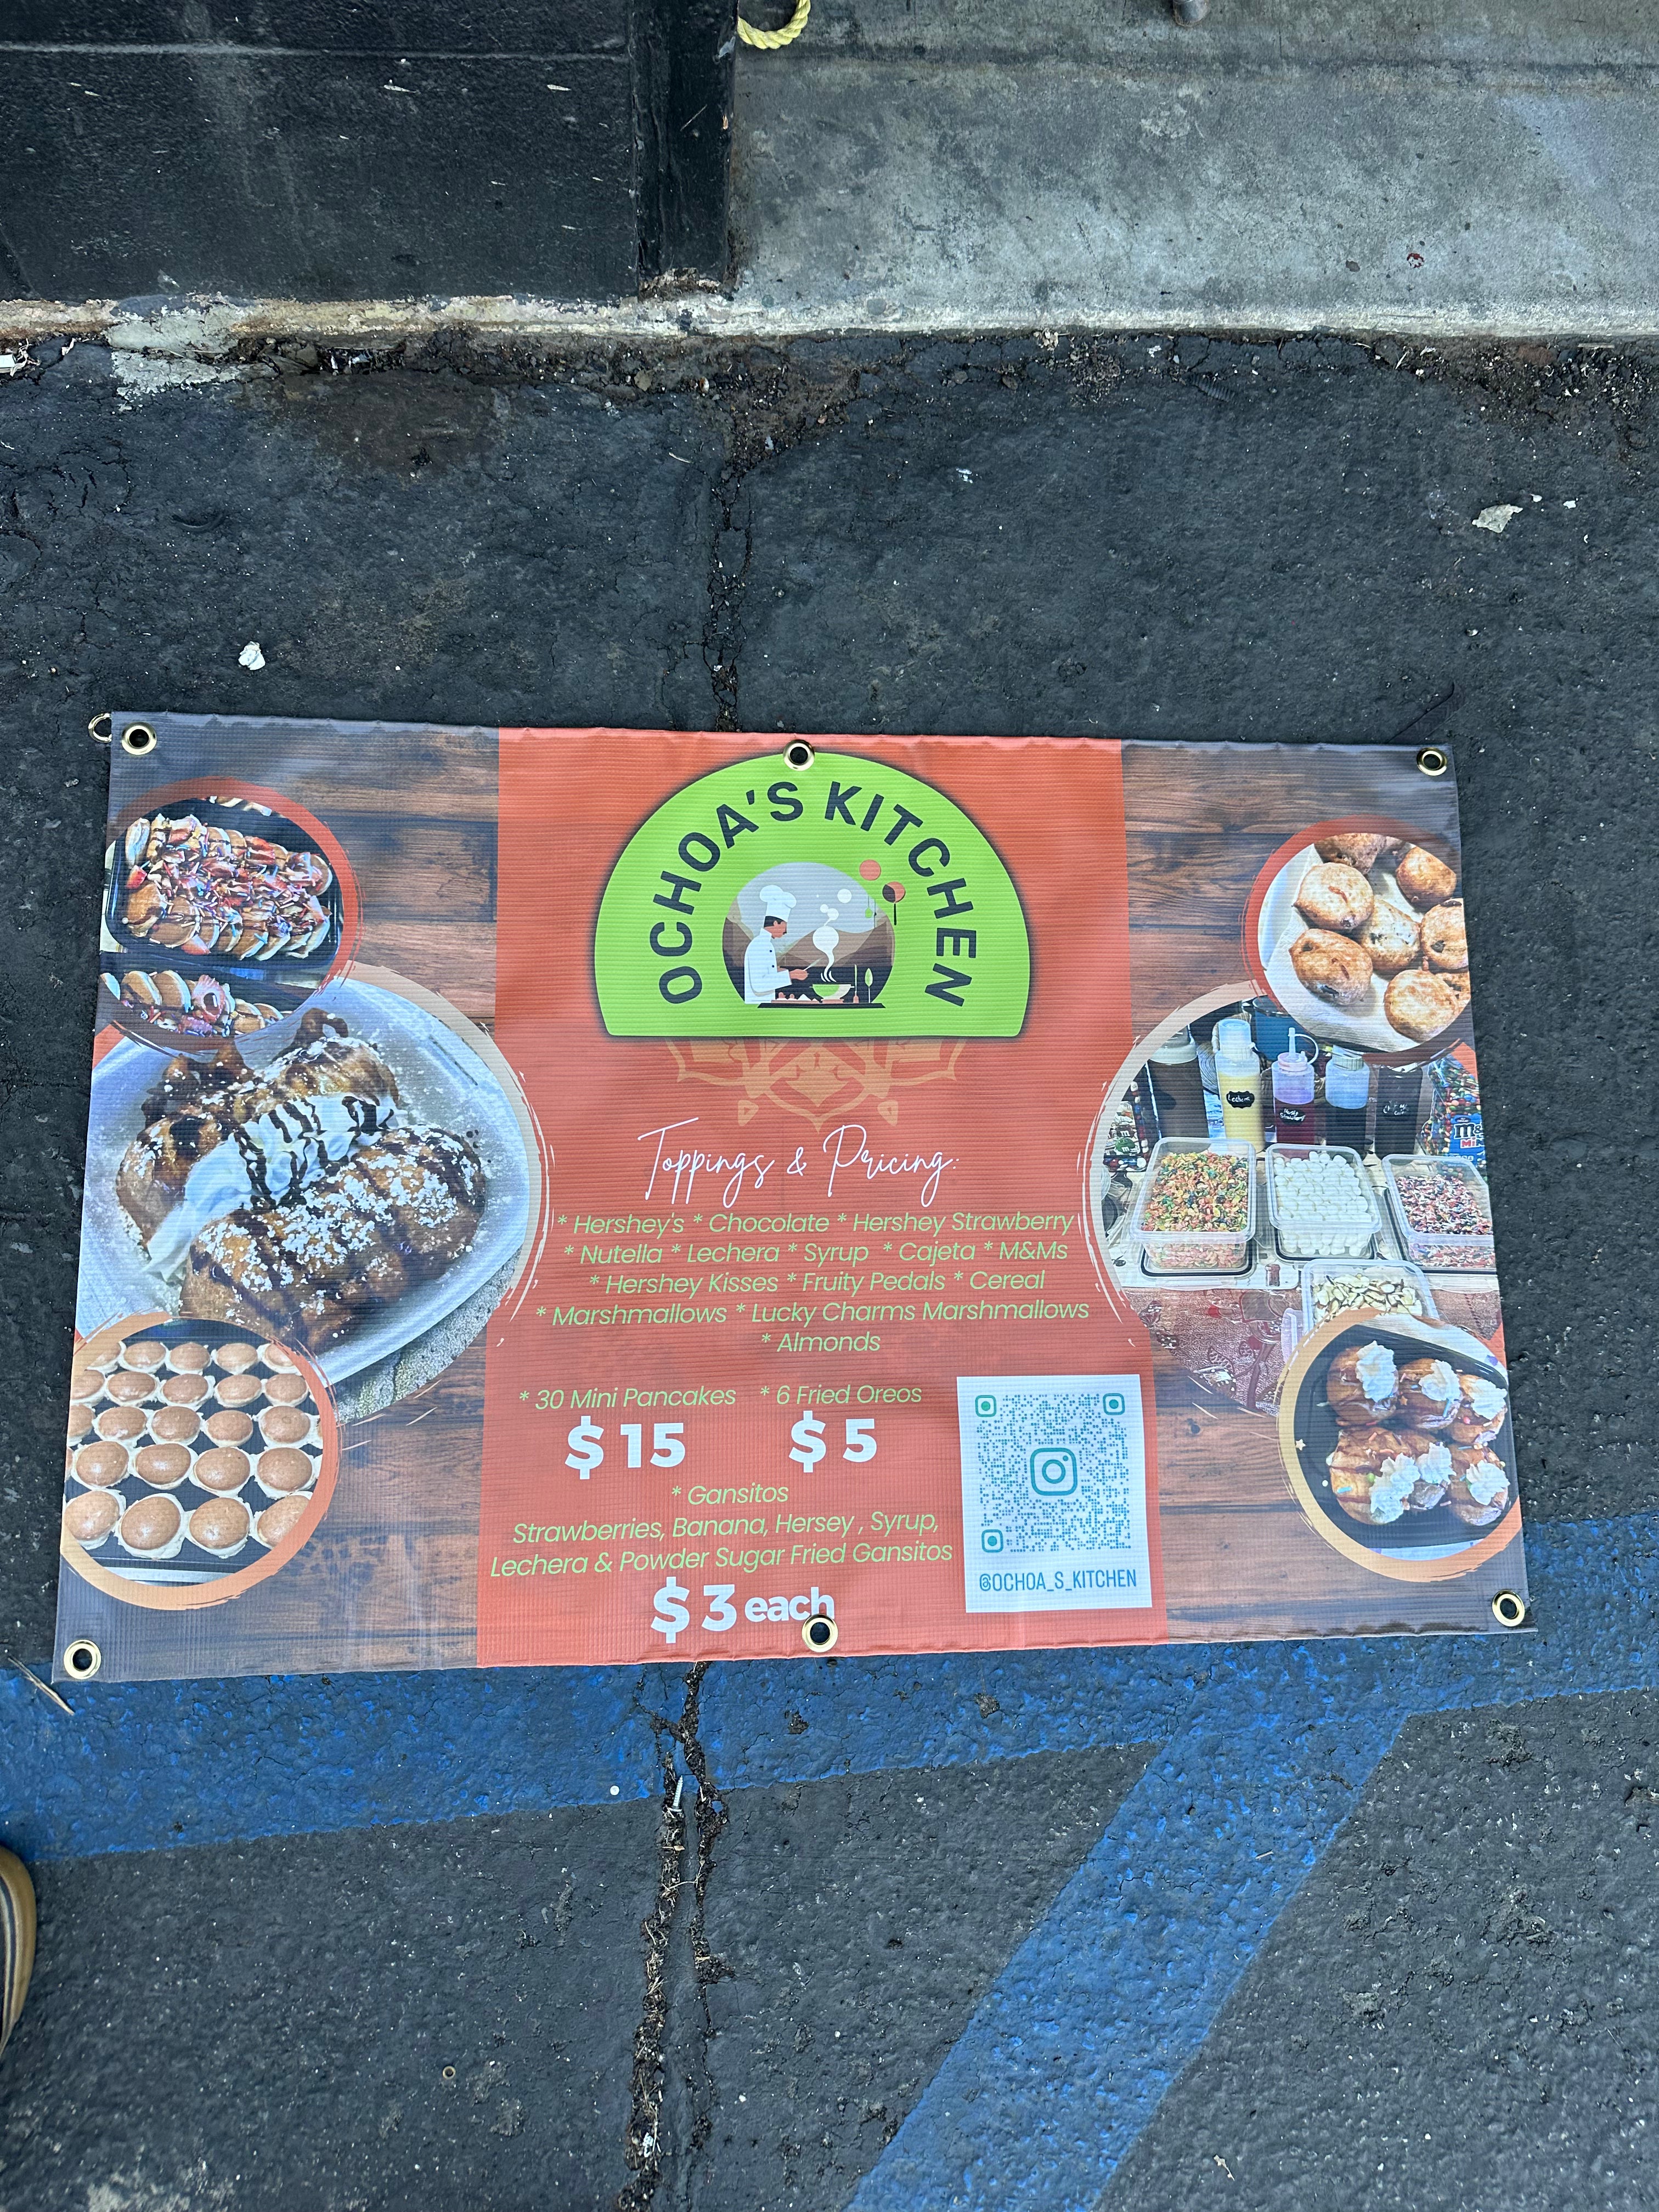 OCHOA'S KITCHEN
Toppings & Pricing:
* Hershey's * Chocolate * Hershey Strawberry
* Nutella * Lechera * Syrup * Cajeta * M&Ms
* Hershey Kisses * Fruity Pedals * Cereal
* Marshmallows * Lucky Charms Marshmallows
* Almonds
* 30 Mini Pancakes * 6 Fried Oreos
$15 $5
* Gansitos
Strawberries, Banana, Hersey , Syrup,
Lechera & Powder Sugar Fried Gansitos
$3 each
@OCHOA_S_KITCHEN
Lechera